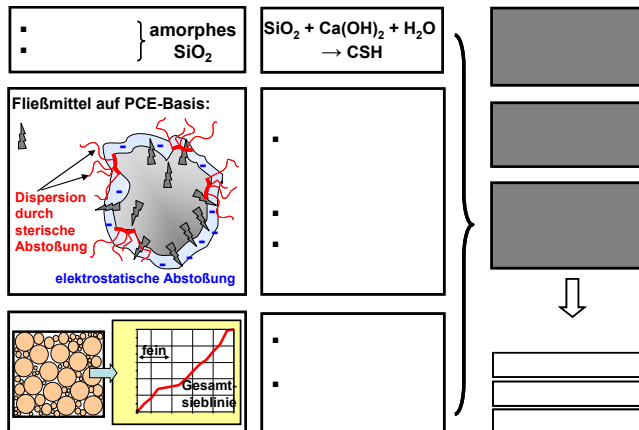 amorphes
SiO2
SiO2 + Ca(OH)2 + H2O
→ CSH
Fließmittel auf PCE-Basis:
Dispersion
durch
sterische
Abstoßung
elektrostatische Abstoßung
fein
Gesamt-
sieblinie